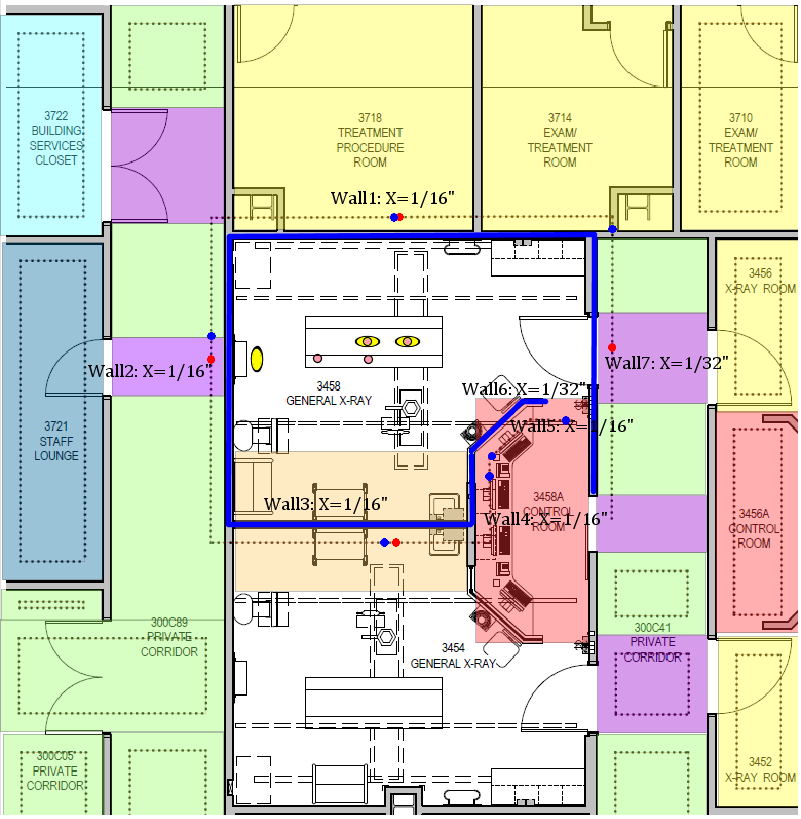 3722
BUILDING
SERVICES
CLOSET
3718
TREATMENT
PROCEDURE
ROOM
3714
EXAM/
TREATMENT
ROOM
3710
EXAM/
TREATMENT
ROOM
Wall1: X=1/16"
3456
X-RAY ROOM
Wall2: X=1/16"
Wall7: X=1/32"
3458
GENERAL X-RAY
Wall6: X=1/32"
3721
STAFF
LOUNGE
Wall5: X=1/16"
Wall3: X=1/16"
3458A
CONTROL
ROOM
Wall4: X=1/16"
3456A
CONTROL
ROOM
300C89
PRIVATE
CORRIDOR
300C41
PRIVATE
CORRIDOR
3454
GENERAL X-RAY
300C05
PRIVATE
CORRIDOR
3452
X-RAY ROOM